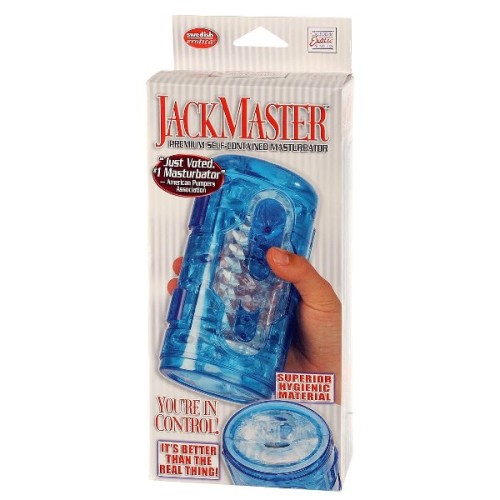 swedish
erotica
JACKMASTER
PREMIUM SELF-CONTAINED MASTURBATOR
"Just Voted,
#1 Masturbator"
— American Pumpers
Association
SUPERIOR
HYGIENIC
MATERIAL
YOU'RE IN
CONTROL!
IT'S BETTER
THAN THE
REAL THING!